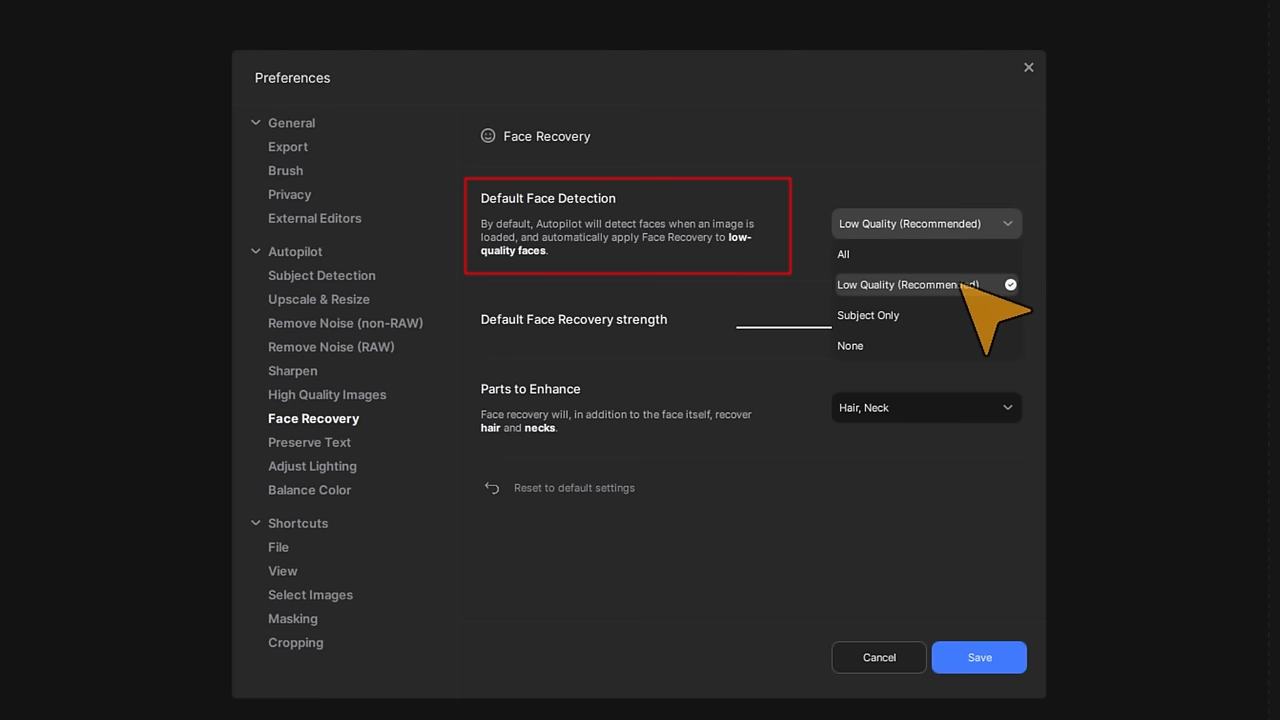 Preferences
General
Export
Brush
Privacy
External Editors
Autopilot
Subject Detection
Upscale & Resize
Remove Noise (non-RAW)
Remove Noise (RAW)
Sharpen
High Quality Images
Face Recovery
Preserve Text
Adjust Lighting
Balance Color
Shortcuts
File
View
Select Images
Masking
Cropping
Face Recovery
Default Face Detection
By default, Autopilot will detect faces when an image is
loaded, and automatically apply Face Recovery to low-
quality faces.
Low Quality (Recommended)
All
Low Quality (Recommended)
Subject Only
None
Default Face Recovery strength
Parts to Enhance
Face recovery will, in addition to the face itself, recover
hair and necks.
Hair, Neck
Reset to default settings
Cancel
Save